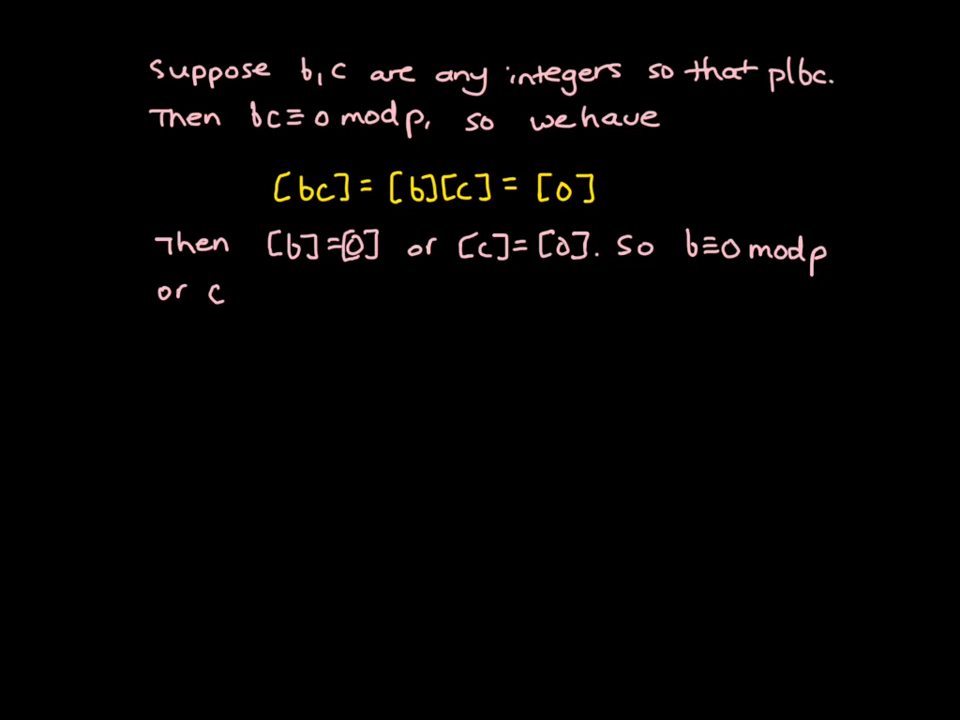 Suppose b, c are any integers so that p|bc.
Then bc ≡ 0 mod p, so we have
[bc] = [b][c] = [0]
Then [b] = [0] or [c] = [0]. So b ≡ 0 mod p
or c